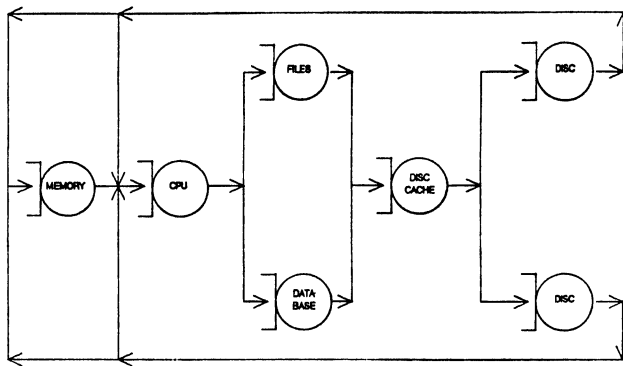 FILES
DISC
MEMORY
CPU
DISC
CACHE
DATA-
BASE
DISC